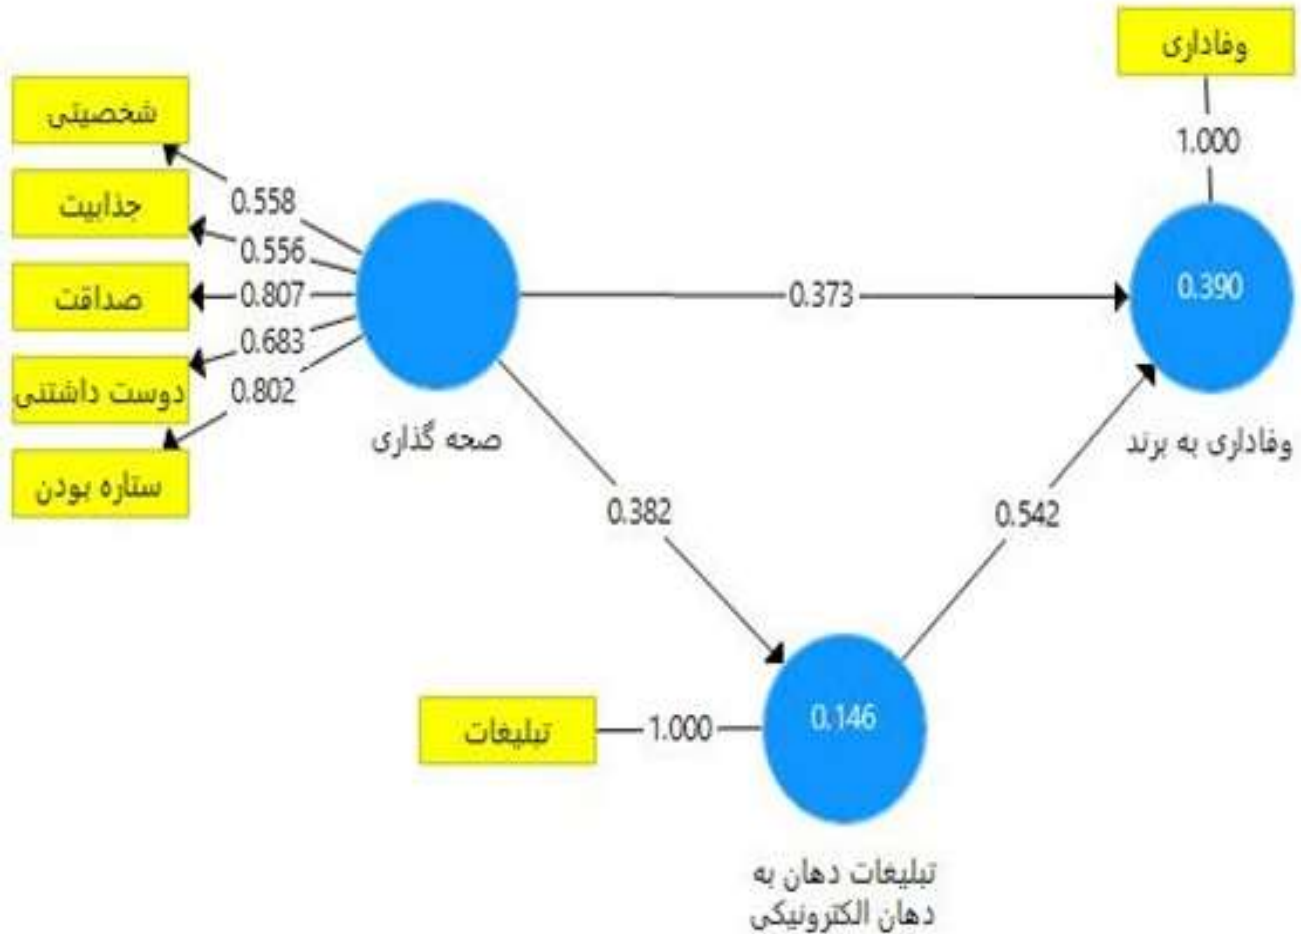 وفاداری
1.000
0.390
وفاداری به برند
شخصیتی
جذابیت
صداقت
دوست داشتنی
ستاره بودن
0.558
0.556
0.807
0.683
0.802
صحه گذاری
0.373
0.382
0.542
تبلیغات
1.000
0.146
تبلیغات دهان به
دهان الکترونیکی